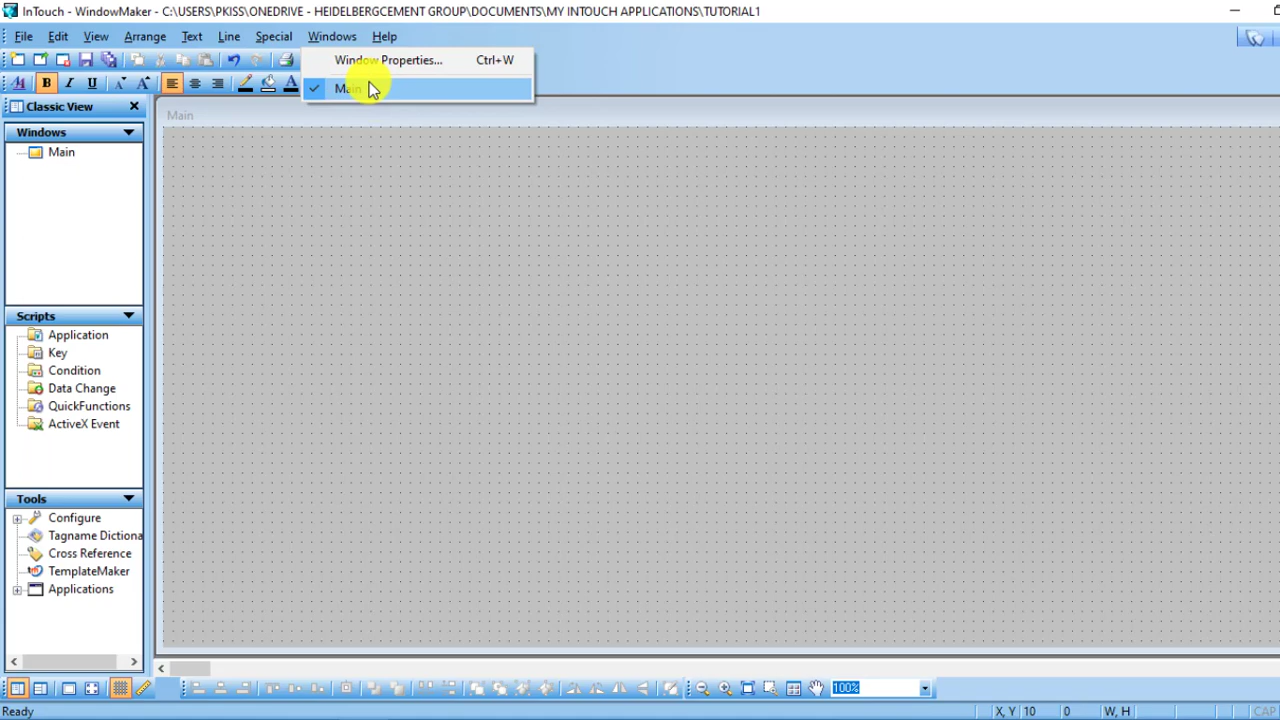 InTouch - WindowMaker - C:\USERS\PKISS\ONEDRIVE - HEIDELBERGCEMENT GROUP\DOCUMENTS\MY INTOUCH APPLICATIONS\TUTORIAL1
File Edit View Arrange Text Line Special Windows Help
Window Properties... Ctrl+W
Main
Classic View
Main
Windows
Main
Scripts
Application
Key
Condition
Data Change
QuickFunctions
ActiveX Event
Tools
Configure
Tagname Dictiona
Cross Reference
TemplateMaker
Applications
100%
Ready
X, Y 10 0 W, H CAP